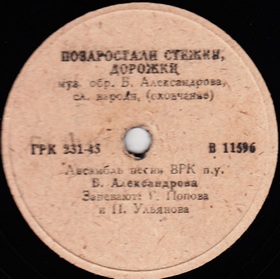 ПОЗАРОСТАЛИ СТЕЖКИ,
ДОРОЖКИ
муз. обр. Б. Александрова,
сл. народн. (окончание)
ГРК 331-45 В 11596
Ансамбль песни ВРК п.у.
Б. Александрова
Запевают: Г. Попова
и П. Ульянова